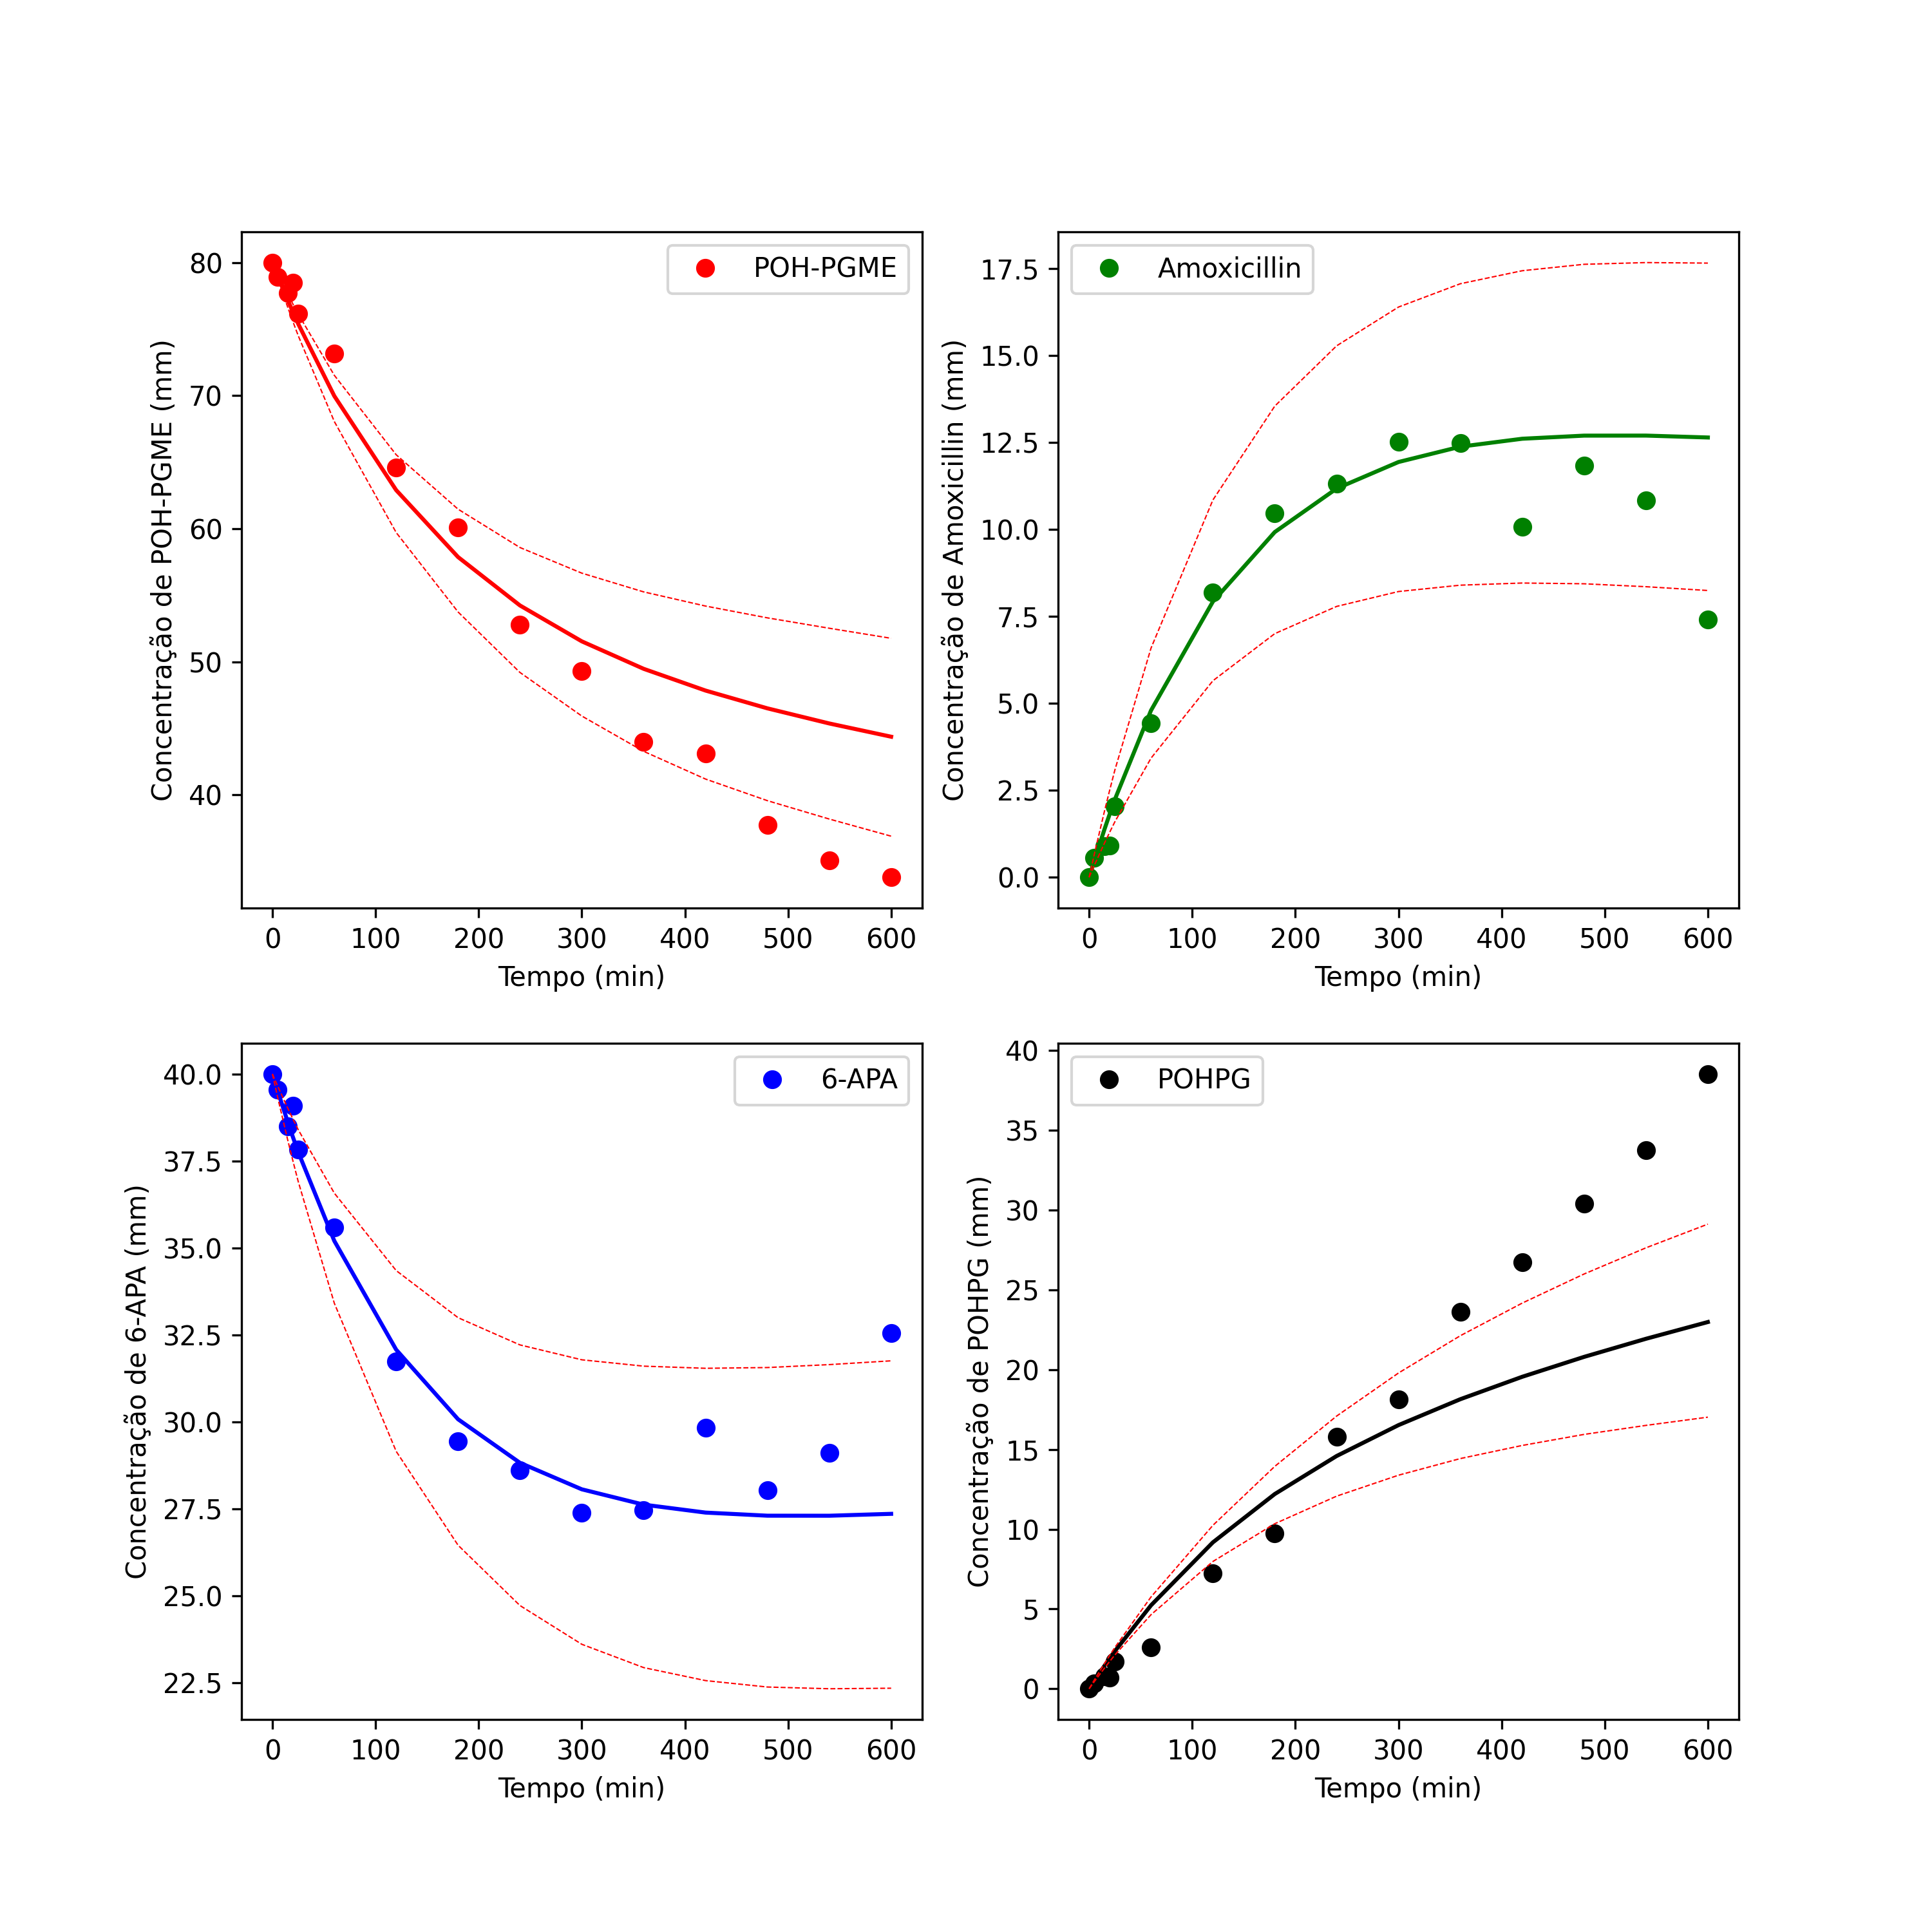 POH-PGME
80
70
60
50
40
Concentração de POH-PGME (mm)
0 100 200 300 400 500 600
Tempo (min)
Amoxicillin
17.5
15.0
12.5
10.0
7.5
5.0
2.5
0.0
Concentração de Amoxicillin (mm)
0 100 200 300 400 500 600
Tempo (min)
6-APA
40.0
37.5
35.0
32.5
30.0
27.5
25.0
22.5
Concentração de 6-APA (mm)
0 100 200 300 400 500 600
Tempo (min)
POHPG
40
35
30
25
20
15
10
5
0
Concentração de POHPG (mm)
0 100 200 300 400 500 600
Tempo (min)